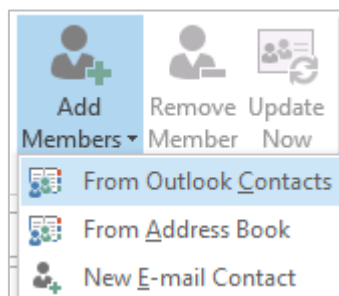 Add Remove Update
Members Member Now
From Outlook Contacts
From Address Book
New E-mail Contact